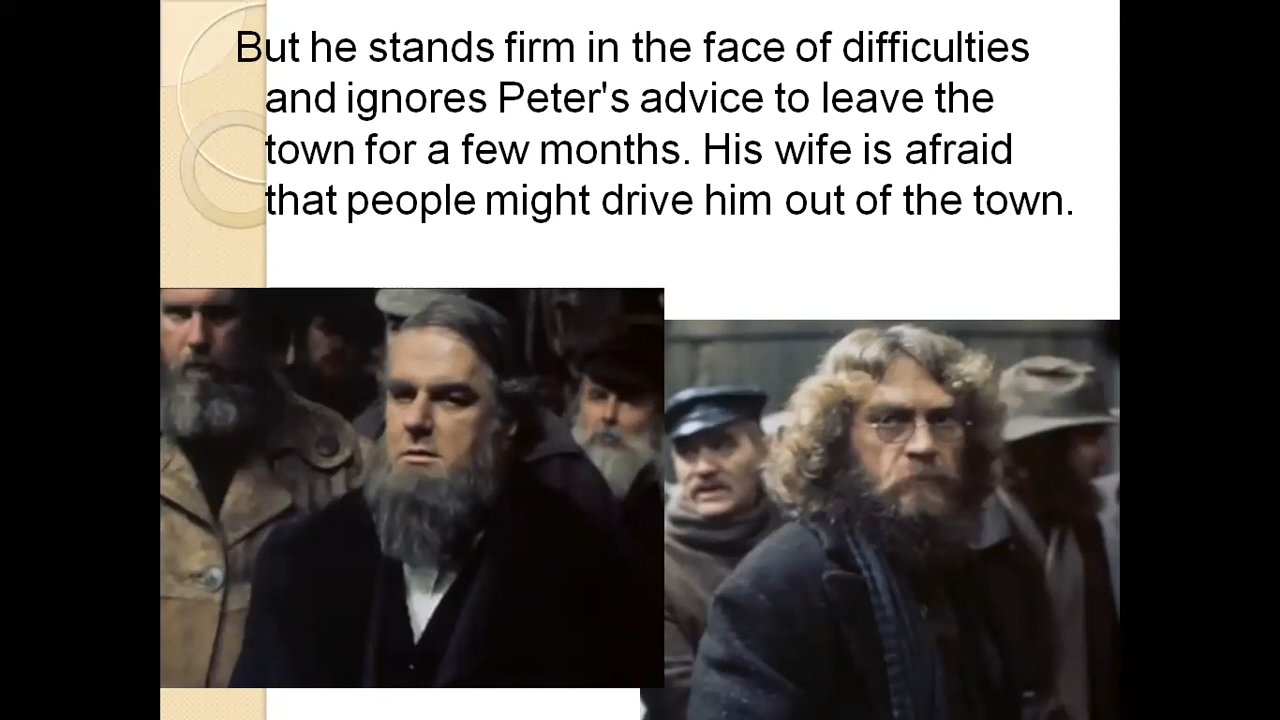 But he stands firm in the face of difficulties
and ignores Peter's advice to leave the
town for a few months. His wife is afraid
that people might drive him out of the town.